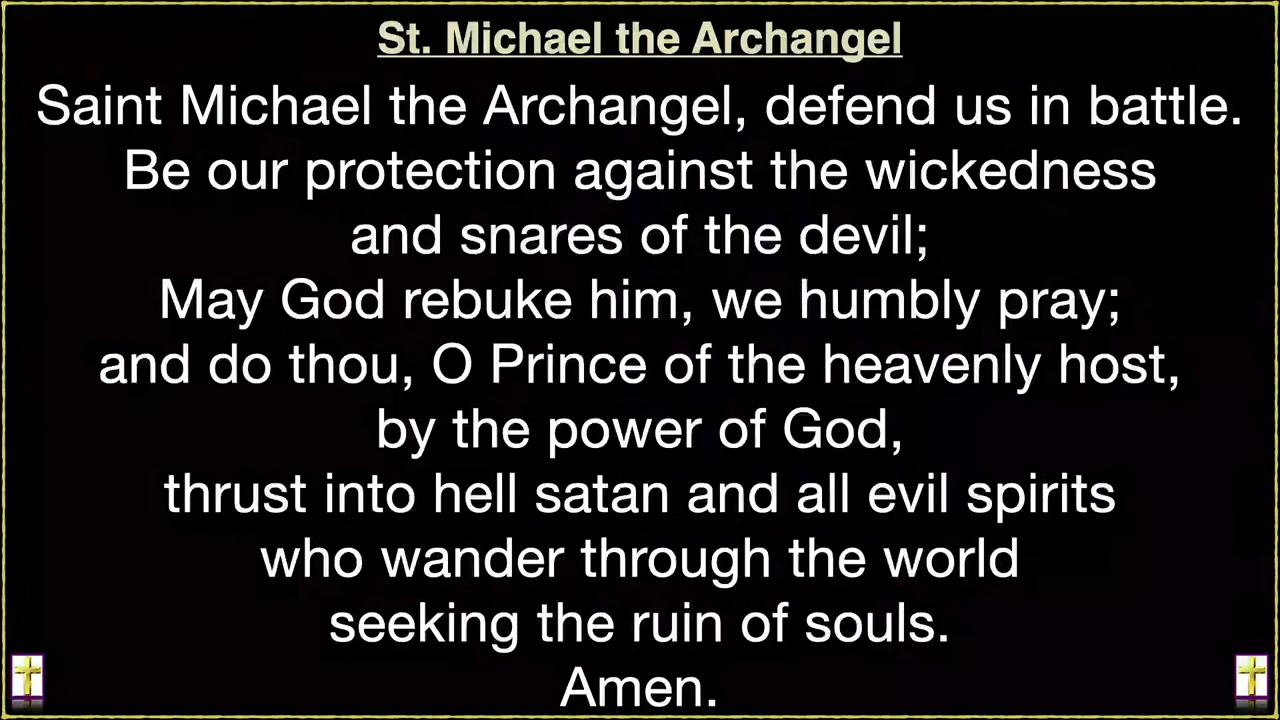 St. Michael the Archangel
Saint Michael the Archangel, defend us in battle.
Be our protection against the wickedness
and snares of the devil;
May God rebuke him, we humbly pray;
and do thou, O Prince of the heavenly host,
by the power of God,
thrust into hell satan and all evil spirits
who wander through the world
seeking the ruin of souls.
Amen.